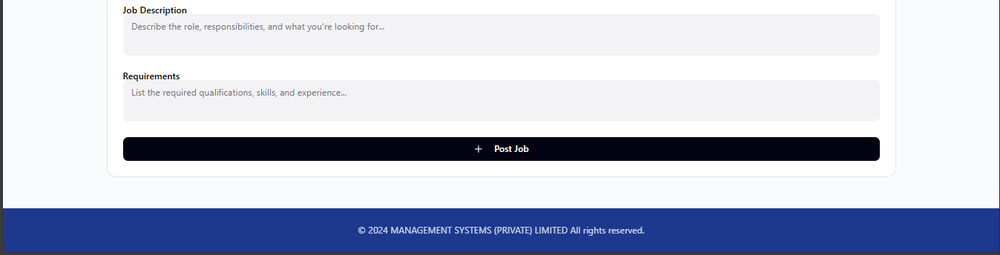 Job Description
Describe the role, responsibilities, and what you're looking for...
Requirements
List the required qualifications, skills, and experience...
+ Post Job
© 2024 MANAGEMENT SYSTEMS (PRIVATE) LIMITED All rights reserved.